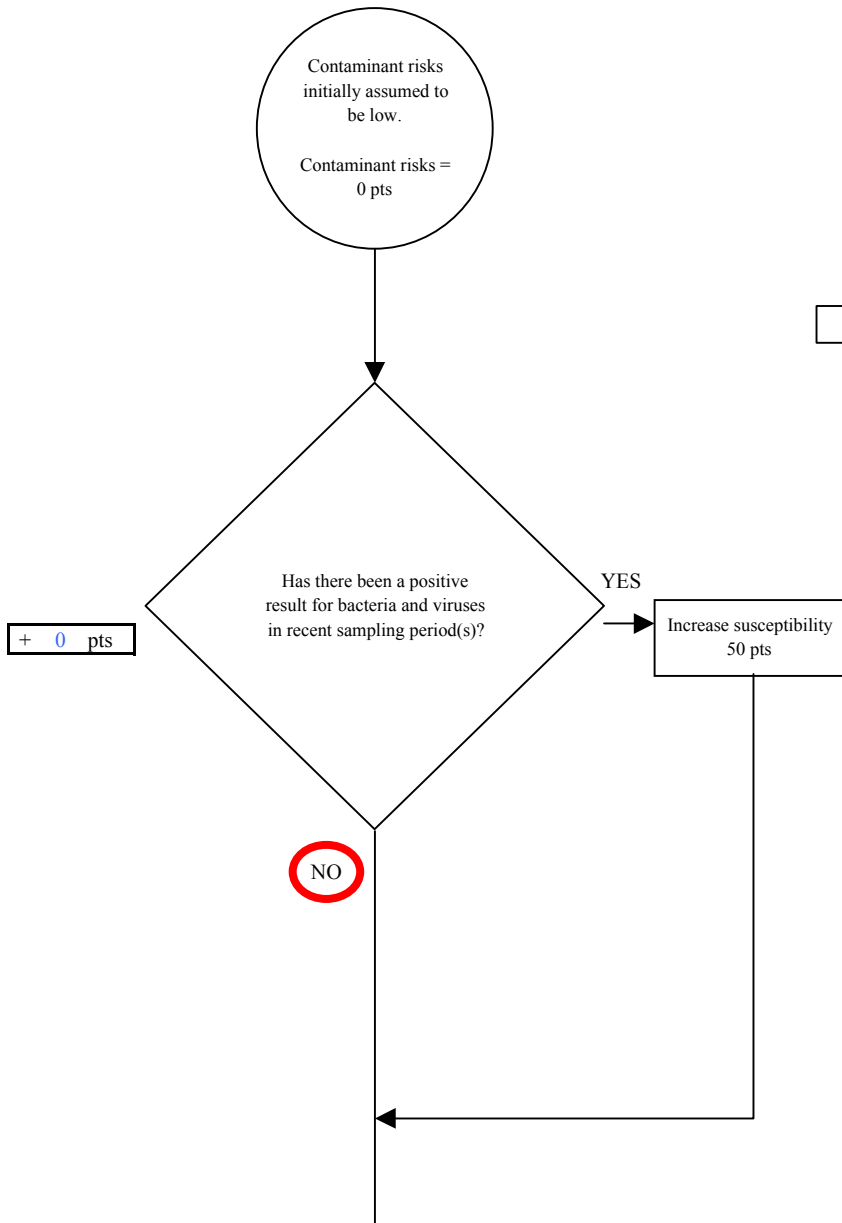 Contaminant risks
initially assumed to
be low.
Contaminant risks =
0 pts
Has there been a positive
result for bacteria and viruses
in recent sampling period(s)?
YES
+ 0 pts
Increase susceptibility
50 pts
NO